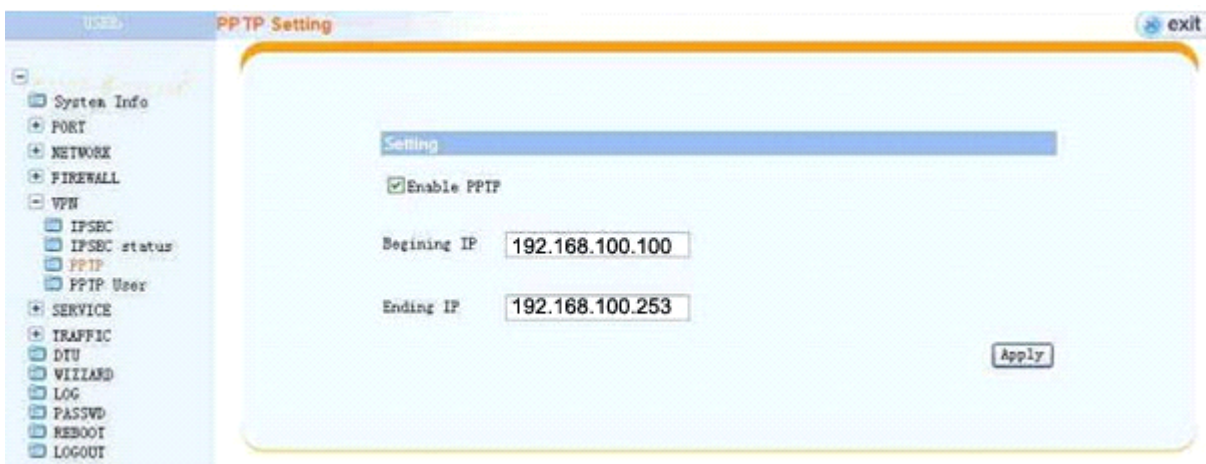 USER:
PPTP Setting
exit
System Info
PORT
NETWORK
FIREWALL
VPN
IPSEC
IPSEC status
PPTP
PPTP User
SERVICE
TRAFFIC
DTU
WIZZARD
LOG
PASSWD
REBOOT
LOGOUT
Setting
Enable PPTP
Begining IP 192.168.100.100
Ending IP 192.168.100.253
Apply